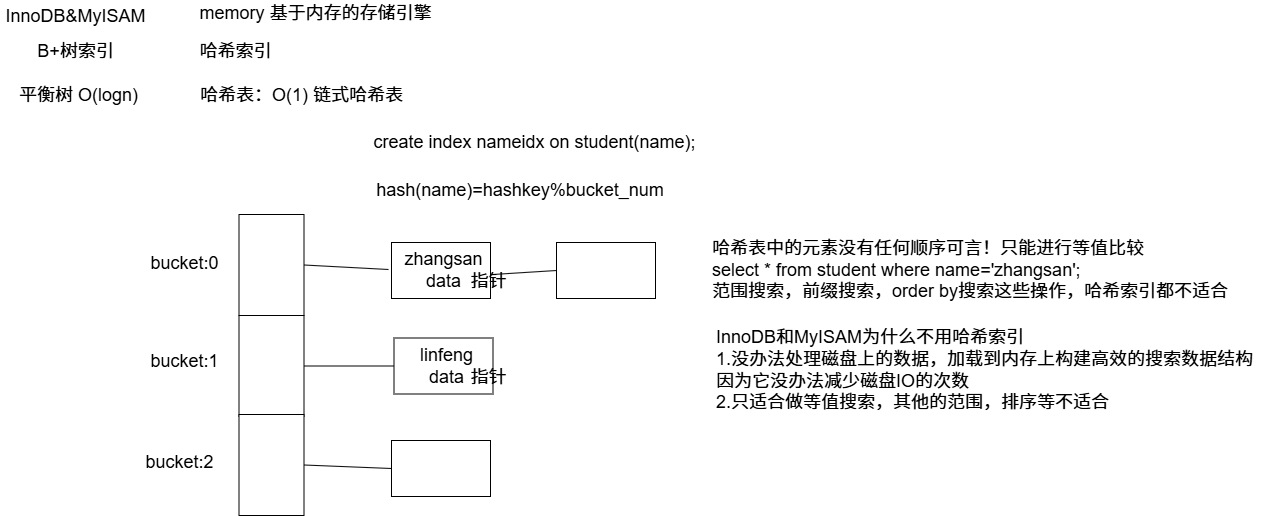 InnoDB&MyISAM
memory 基于内存的存储引擎
B+树索引
哈希索引
平衡树 O(logn)
哈希表：O(1) 链式哈希表
create index nameidx on student(name);
hash(name)=hashkey%bucket_num
bucket:0
zhangsan
data 指针
bucket:1
linfeng
data 指针
bucket:2
哈希表中的元素没有任何顺序可言！只能进行等值比较
select * from student where name='zhangsan';
范围搜索，前缀搜索，order by搜索这些操作，哈希索引都不适合
InnoDB和MyISAM为什么不用哈希索引
1.没办法处理磁盘上的数据，加载到内存上构建高效的搜索数据结构
因为它没办法减少磁盘IO的次数
2.只适合做等值搜索，其他的范围，排序等不适合